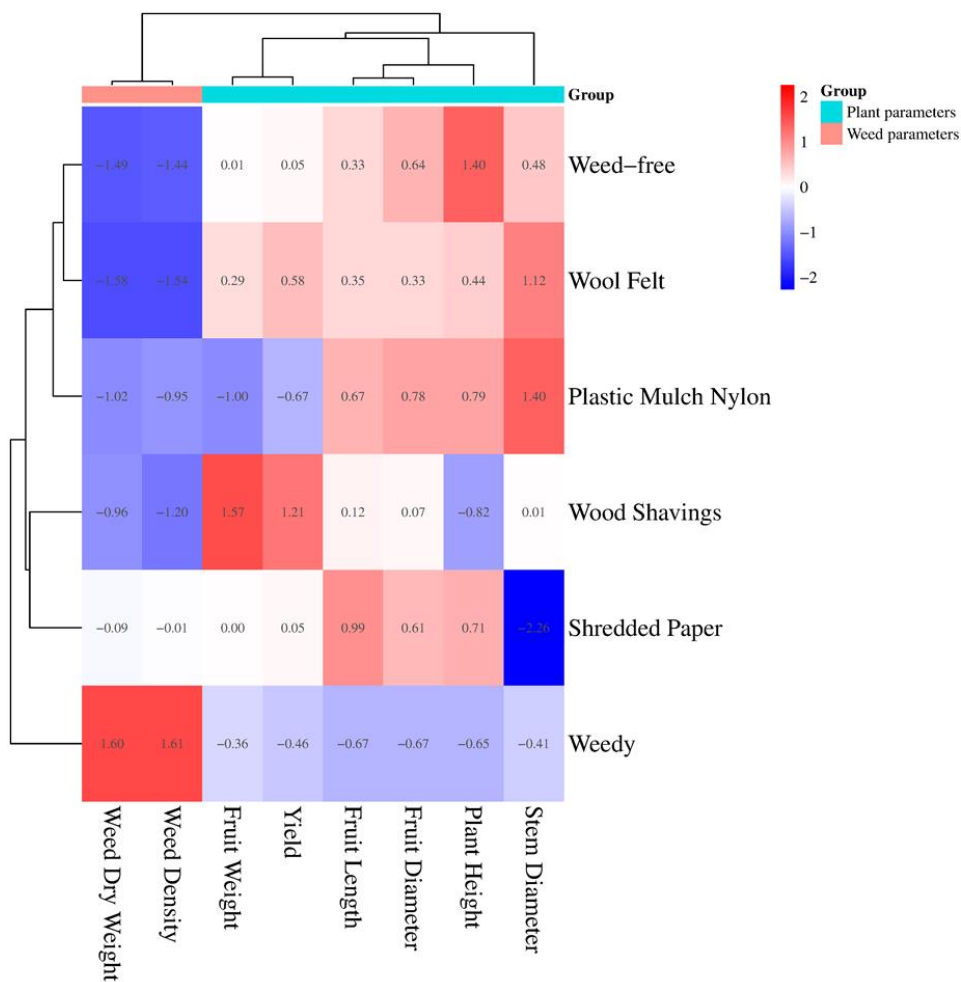 Group
−1.49 −1.44 0.01 0.05 0.33 0.64 1.40 0.48 Weed−free
−1.58 −1.54 0.29 0.58 0.35 0.33 0.44 1.12 Wool Felt
−1.02 −0.95 −1.00 −0.67 0.67 0.78 0.79 1.40 Plastic Mulch Nylon
−0.96 −1.20 1.57 1.21 0.12 0.07 −0.82 0.01 Wood Shavings
−0.09 −0.01 0.00 0.05 0.99 0.61 0.71 −2.26 Shredded Paper
1.60 1.61 −0.36 −0.46 −0.67 −0.67 −0.65 −0.41 Weedy
Weed Dry Weight
Weed Density
Fruit Weight
Yield
Fruit Length
Fruit Diameter
Plant Height
Stem Diameter
2
1
0
−1
−2
Group
Plant parameters
Weed parameters